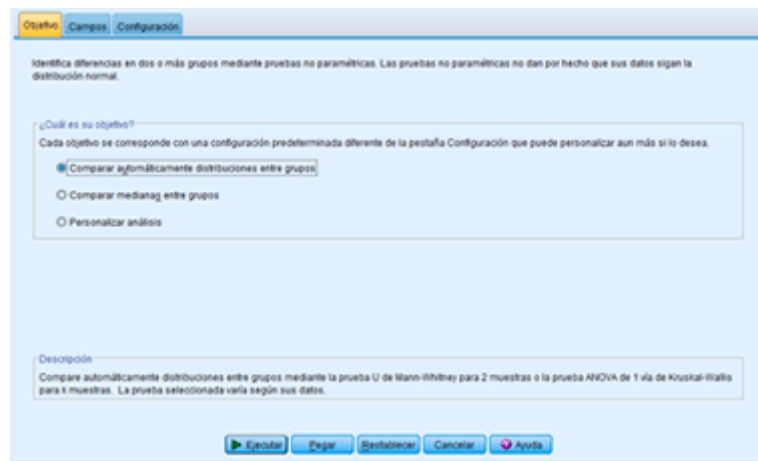 Objetivo Campos Configuración
Identifica diferencias en dos o más grupos mediante pruebas no paramétricas. Las pruebas no paramétricas no dan por hecho que sus datos sigan la
distribución normal.
¿Cuál es su objetivo?
Cada objetivo se corresponde con una configuración predeterminada diferente de la pestaña Configuración que puede personalizar aun más si lo desea.
Comparar automáticamente distribuciones entre grupos
Comparar medianas entre grupos
Personalizar análisis
Descripción
Compare automáticamente distribuciones entre grupos mediante la prueba U de Mann-Whitney para 2 muestras o la prueba ANOVA de 1 vía de Kruskal-Wallis
para k muestras. La prueba seleccionada varía según sus datos.
Ejecutar Pegar Restablecer Cancelar Ayuda